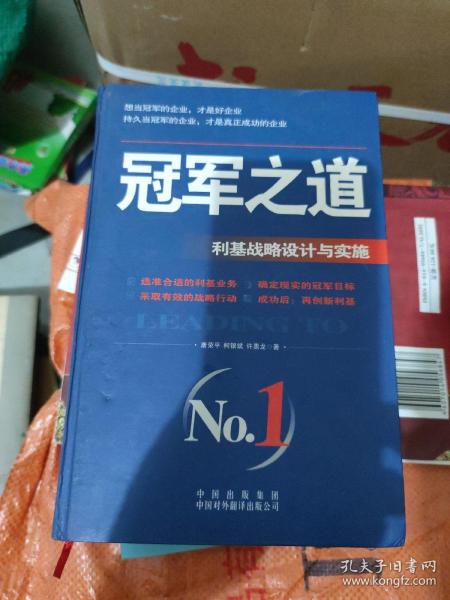 想当冠军的企业，才是好企业
持久当冠军的企业，才是真正成功的企业
冠军之道
利基战略设计与实施
选准合适的利基业务
确定现实的冠军目标
采取有效的战略行动
成功后，再创新利基
LEADING TO
唐荣平 柯银斌 许惠龙 著
No.1
中国出版集团
中国对外翻译出版公司
孔夫子旧书网
www.kongfz.com